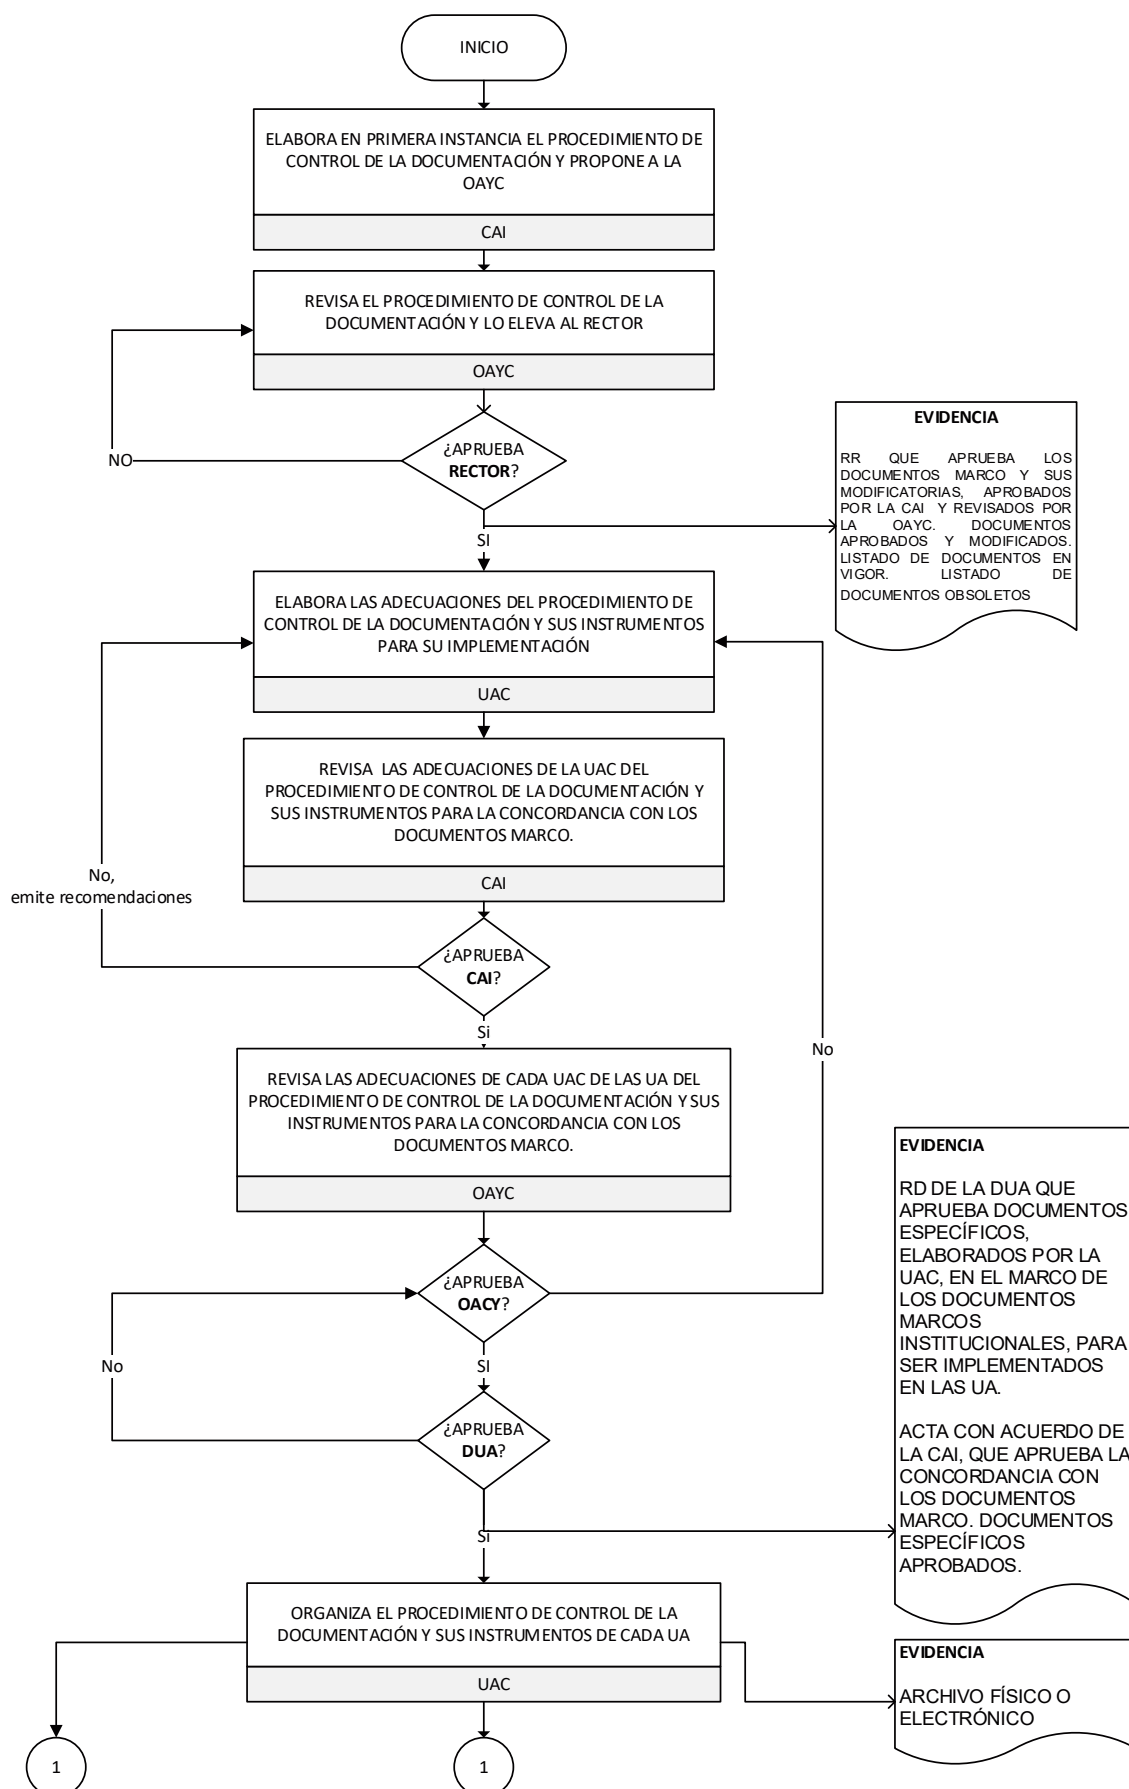 INICIO
ELABORA EN PRIMERA INSTANCIA EL PROCEDIMIENTO DE
CONTROL DE LA DOCUMENTACIÓN Y PROPONE A LA
OAYC
CAI
REVISA EL PROCEDIMIENTO DE CONTROL DE LA
DOCUMENTACIÓN Y LO ELEVA AL RECTOR
OAYC
¿APRUEBA
RECTOR?
NO
SI
EVIDENCIA
RR QUE APRUEBA LOS
DOCUMENTOS MARCO Y SUS
MODIFICATORIAS, APROBADOS
POR LA CAI Y REVISADOS POR
LA OAYC. DOCUMENTOS
APROBADOS Y MODIFICADOS.
LISTADO DE DOCUMENTOS EN
VIGOR. LISTADO DE
DOCUMENTOS OBSOLETOS
ELABORA LAS ADECUACIONES DEL PROCEDIMIENTO DE
CONTROL DE LA DOCUMENTACIÓN Y SUS INSTRUMENTOS
PARA SU IMPLEMENTACIÓN
UAC
REVISA LAS ADECUACIONES DE LA UAC DEL
PROCEDIMIENTO DE CONTROL DE LA DOCUMENTACIÓN Y
SUS INSTRUMENTOS PARA LA CONCORDANCIA CON LOS
DOCUMENTOS MARCO.
CAI
No,
emite recomendaciones
¿APRUEBA
CAI?
Si
No
REVISA LAS ADECUACIONES DE CADA UAC DE LAS UA DEL
PROCEDIMIENTO DE CONTROL DE LA DOCUMENTACIÓN Y SUS
INSTRUMENTOS PARA LA CONCORDANCIA CON LOS
DOCUMENTOS MARCO.
OAYC
¿APRUEBA
OACY?
No
SI
¿APRUEBA
DUA?
Si
EVIDENCIA
RD DE LA DUA QUE
APRUEBA DOCUMENTOS
ESPECÍFICOS,
ELABORADOS POR LA
UAC, EN EL MARCO DE
LOS DOCUMENTOS
MARCOS
INSTITUCIONALES, PARA
SER IMPLEMENTADOS
EN LAS UA.
ACTA CON ACUERDO DE
LA CAI, QUE APRUEBA LA
CONCORDANCIA CON
LOS DOCUMENTOS
MARCO. DOCUMENTOS
ESPECÍFICOS
APROBADOS.
ORGANIZA EL PROCEDIMIENTO DE CONTROL DE LA
DOCUMENTACIÓN Y SUS INSTRUMENTOS DE CADA UA
UAC
EVIDENCIA
ARCHIVO FÍSICO O
ELECTRÓNICO
1
1